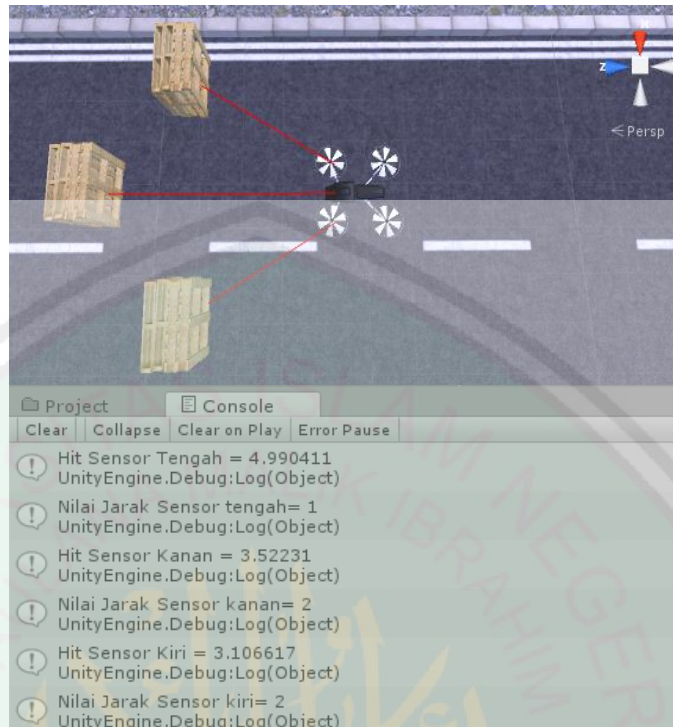 x
z
< Persp
Project
Console
Clear
Collapse
Clear on Play
Error Pause
Hit Sensor Tengah = 4.990411
UnityEngine.Debug:Log(Object)
Nilai Jarak Sensor tengah= 1
UnityEngine.Debug:Log(Object)
Hit Sensor Kanan = 3.52231
UnityEngine.Debug:Log(Object)
Nilai Jarak Sensor kanan= 2
UnityEngine.Debug:Log(Object)
Hit Sensor Kiri = 3.106617
UnityEngine.Debug:Log(Object)
Nilai Jarak Sensor kiri= 2
UnityEngine.Debug:Log(Object)